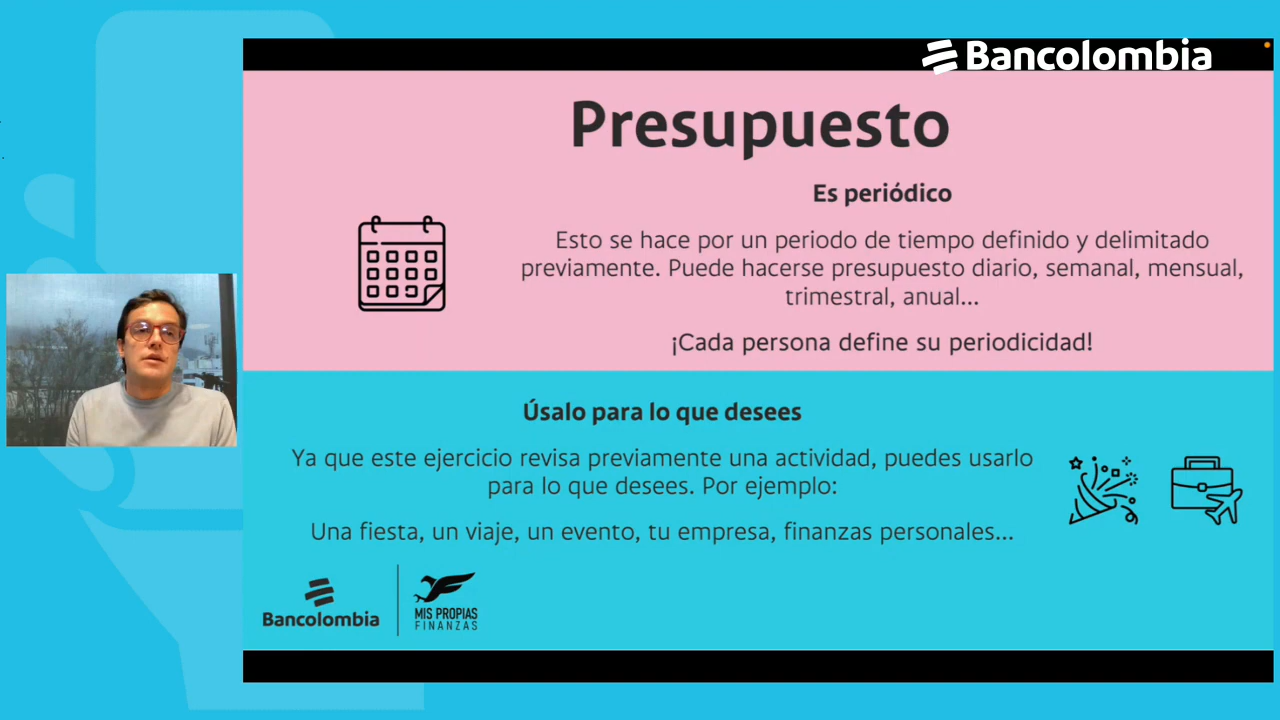 Bancolombia
Presupuesto
Es periódico
Esto se hace por un periodo de tiempo definido y delimitado
previamente. Puede hacerse presupuesto diario, semanal, mensual,
trimestral, anual...
¡Cada persona define su periodicidad!
Úsalo para lo que desees
Ya que este ejercicio revisa previamente una actividad, puedes usarlo
para lo que desees. Por ejemplo:
Una fiesta, un viaje, un evento, tu empresa, finanzas personales...
Bancolombia
MIS PROPIAS
FINANZAS